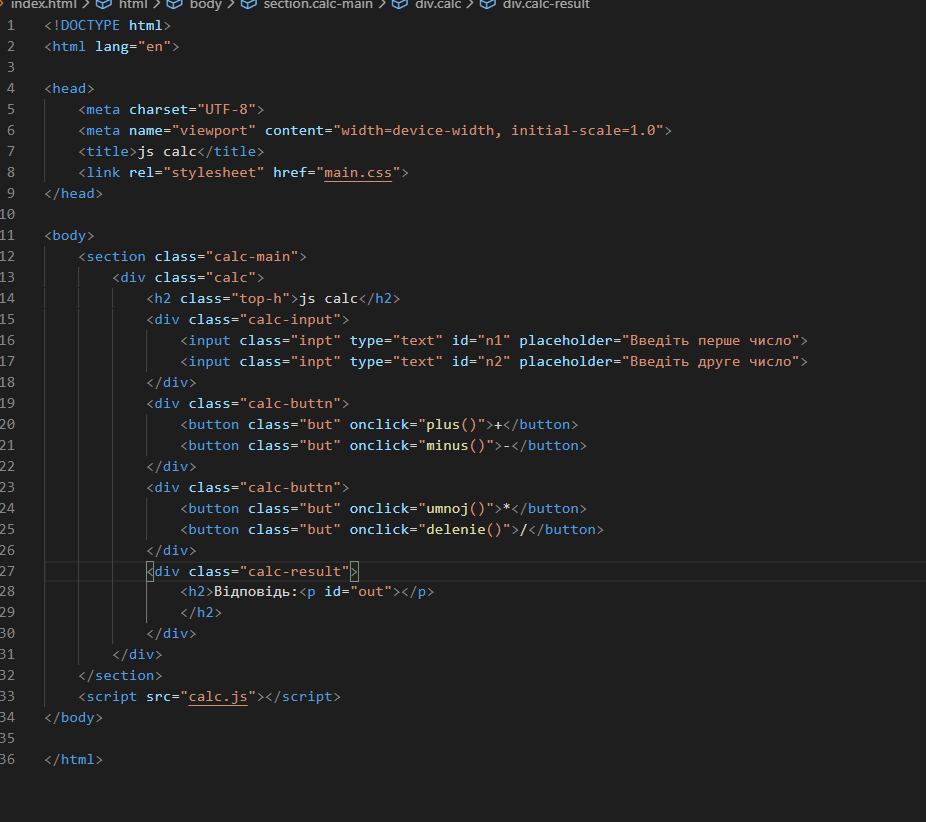 index.html > html > body > section.calc-main > div.calc > div.calc-result
1 <!DOCTYPE html>
2 <html lang="en">
3
4 <head>
5 <meta charset="UTF-8">
6 <meta name="viewport" content="width=device-width, initial-scale=1.0">
7 <title>js calc</title>
8 <link rel="stylesheet" href="main.css">
9 </head>
10
11 <body>
12 <section class="calc-main">
13 <div class="calc">
14 <h2 class="top-h">js calc</h2>
15 <div class="calc-input">
16 <input class="inpt" type="text" id="n1" placeholder="Введіть перше число">
17 <input class="inpt" type="text" id="n2" placeholder="Введіть друге число">
18 </div>
19 <div class="calc-buttn">
20 <button class="but" onclick="plus()">+</button>
21 <button class="but" onclick="minus()">-</button>
22 </div>
23 <div class="calc-buttn">
24 <button class="but" onclick="umnoj()">*</button>
25 <button class="but" onclick="delenie()">/</button>
26 </div>
27 <div class="calc-result">
28 <h2>Відповідь:<p id="out"></p>
29 </h2>
30 </div>
31 </div>
32 </section>
33 <script src="calc.js"></script>
34 </body>
35
36 </html>